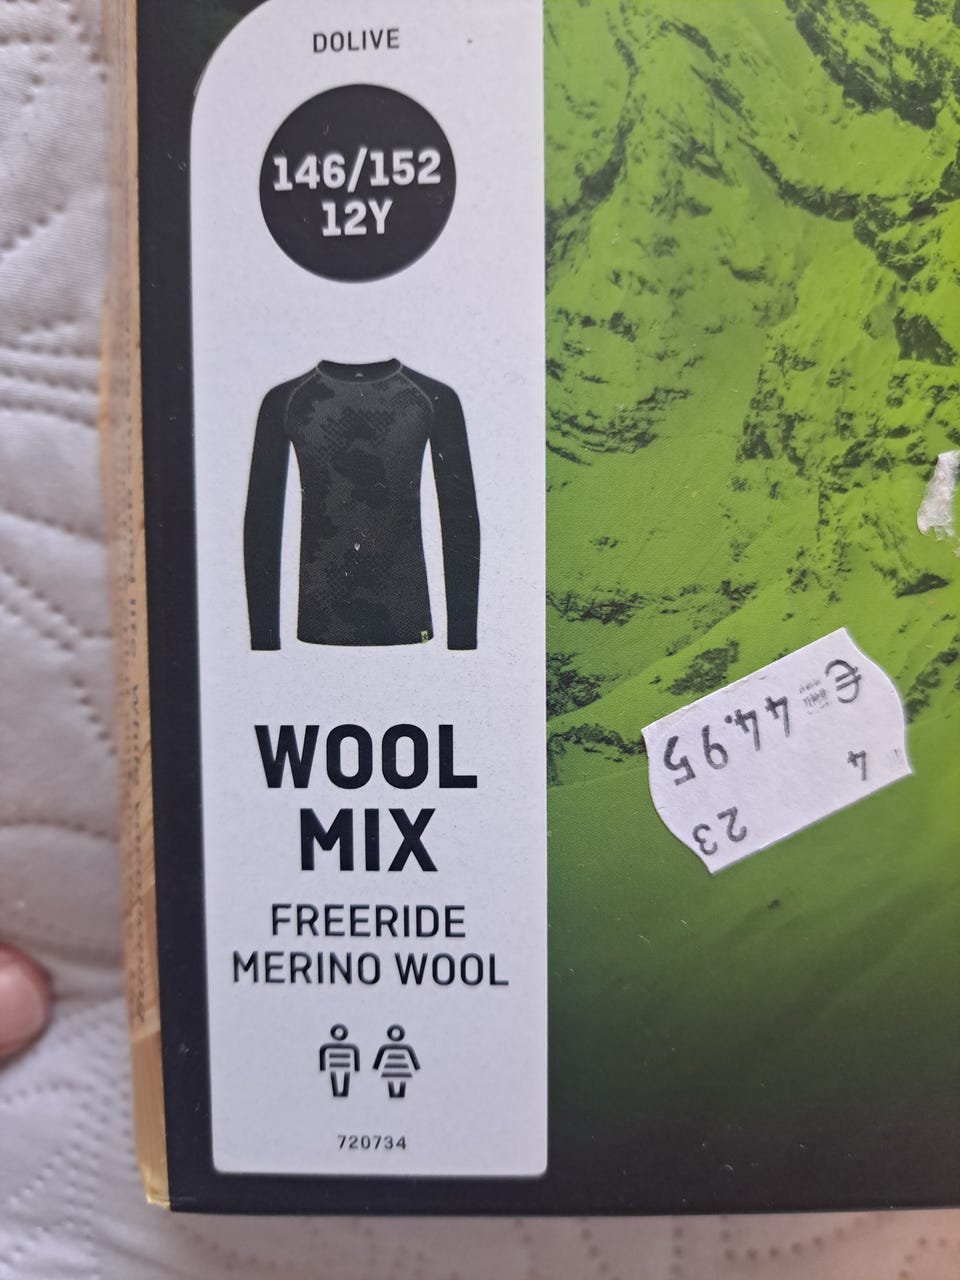 DOLIVE
146/152
12Y
WOOL
MIX
FREERIDE
MERINO WOOL
720734
€ 44.95
4 23